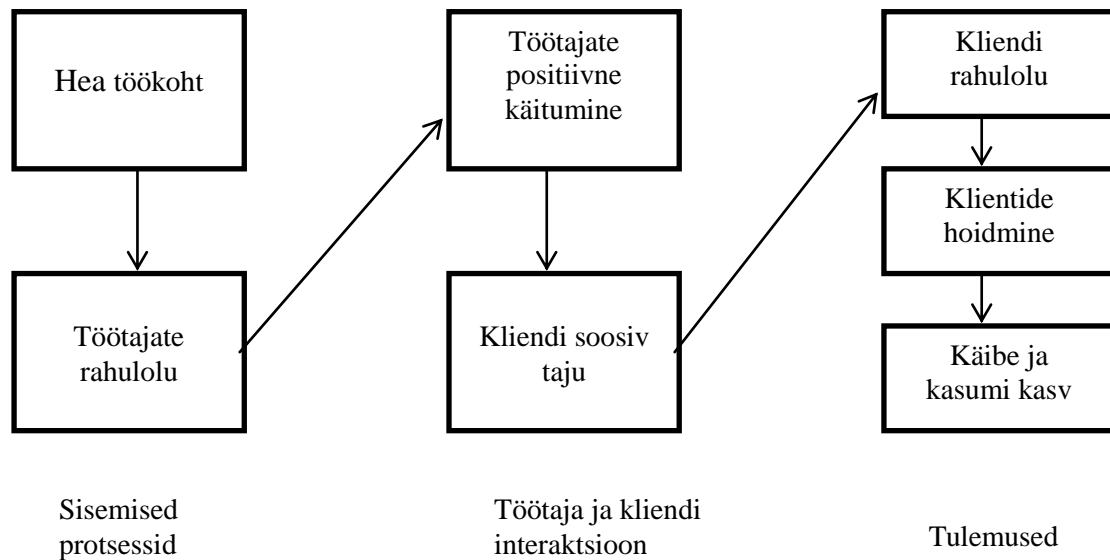 Hea töökoht
Töötajate
rahulolu
Sisemised
protsessid
Töötajate
positiivne
käitumine
Kliendi soosiv
taju
Töötaja ja kliendi
interaktsioon
Kliendi
rahulolu
Klientide
hoidmine
Käibe ja
kasumi kasv
Tulemused